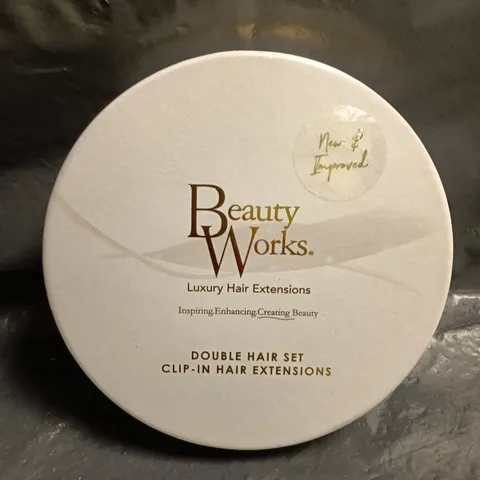 New &
Improved
Beauty
Works®
Luxury Hair Extensions
Inspiring.Enhancing.Creating Beauty
DOUBLE HAIR SET
CLIP-IN HAIR EXTENSIONS